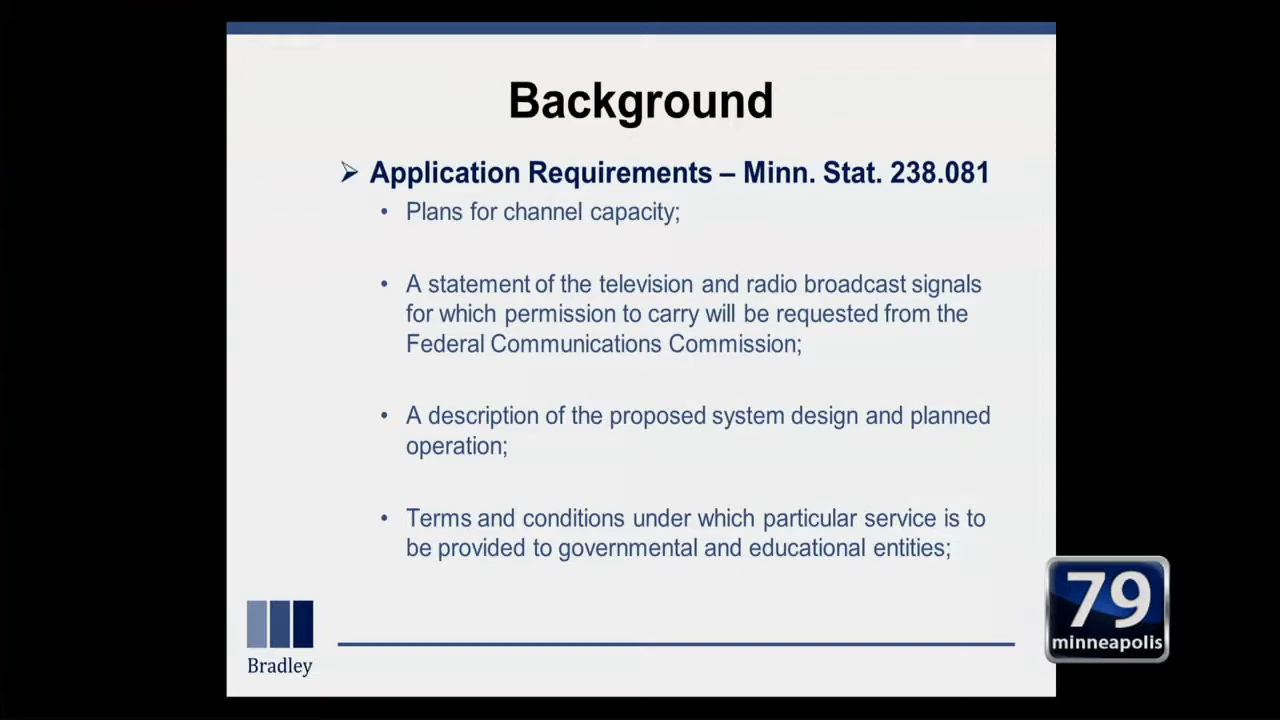 Background
➢ Application Requirements – Minn. Stat. 238.081
• Plans for channel capacity;
• A statement of the television and radio broadcast signals
for which permission to carry will be requested from the
Federal Communications Commission;
• A description of the proposed system design and planned
operation;
• Terms and conditions under which particular service is to
be provided to governmental and educational entities;
Bradley
79
minneapolis